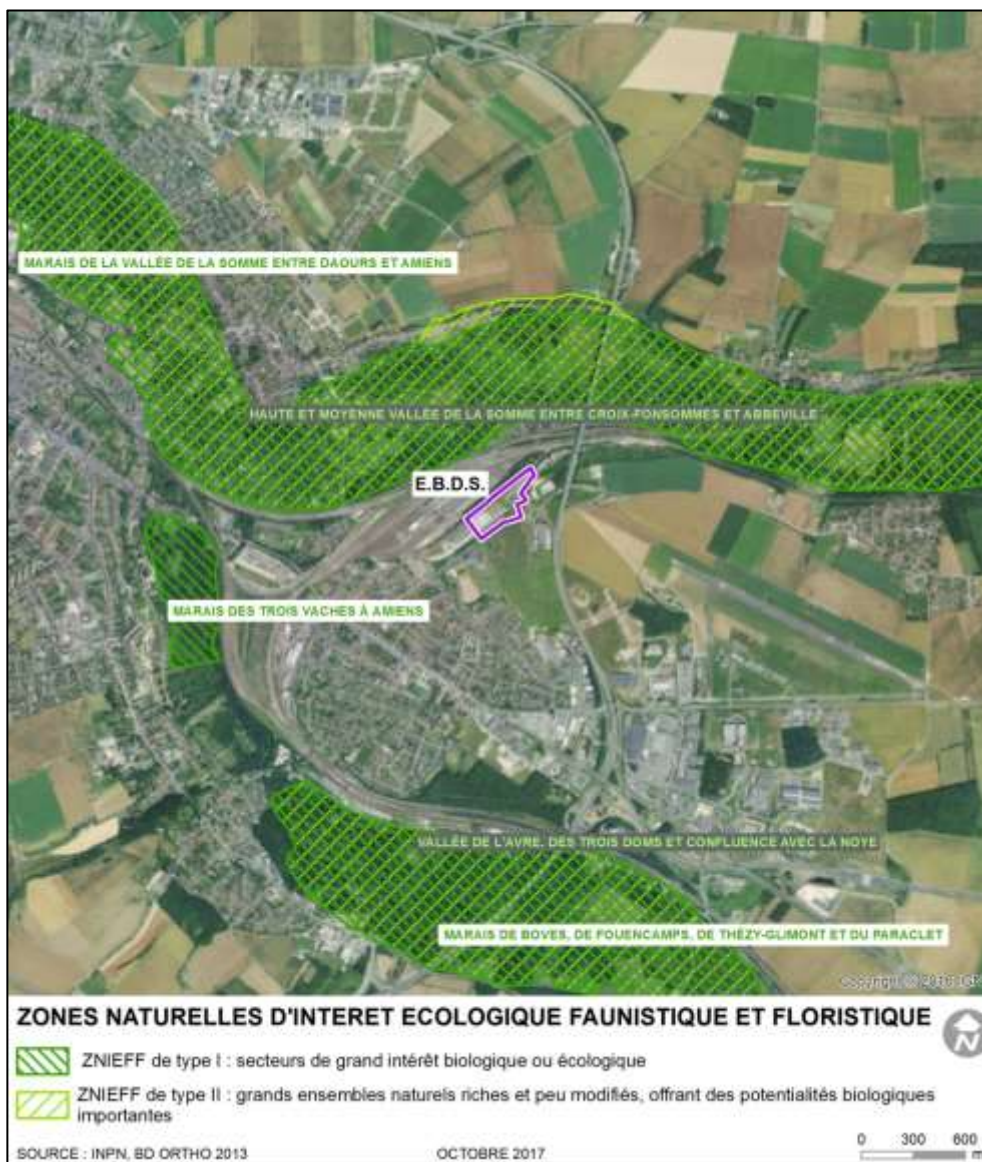 MARAIS DE LA VALLÉE DE LA SOMME ENTRE DAOURS ET AMIENS
HAUTE ET MOYENNE VALLÉE DE LA SOMME ENTRE CROIX-FONSOMMES ET ABBEVILLE
E.B.D.S.
MARAIS DES TROIS VACHES À AMIENS
VALLÉE DE L'AVRE, DES TROIS DOMS ET CONFLUENCE AVEC LA NOYE
MARAIS DE BOVES, DE FOUENCAMPS, DE THÉZY-GLIMONT ET DU PARACLET
Copyright
ZONES NATURELLES D'INTERET ECOLOGIQUE FAUNISTIQUE ET FLORISTIQUE
N
ZNIEFF de type I : secteurs de grand intérêt biologique ou écologique
ZNIEFF de type II : grands ensembles naturels riches et peu modifiés, offrant des potentialités biologiques
importantes
SOURCE : INPN, BD ORTHO 2013 OCTOBRE 2017
0 300 600
m